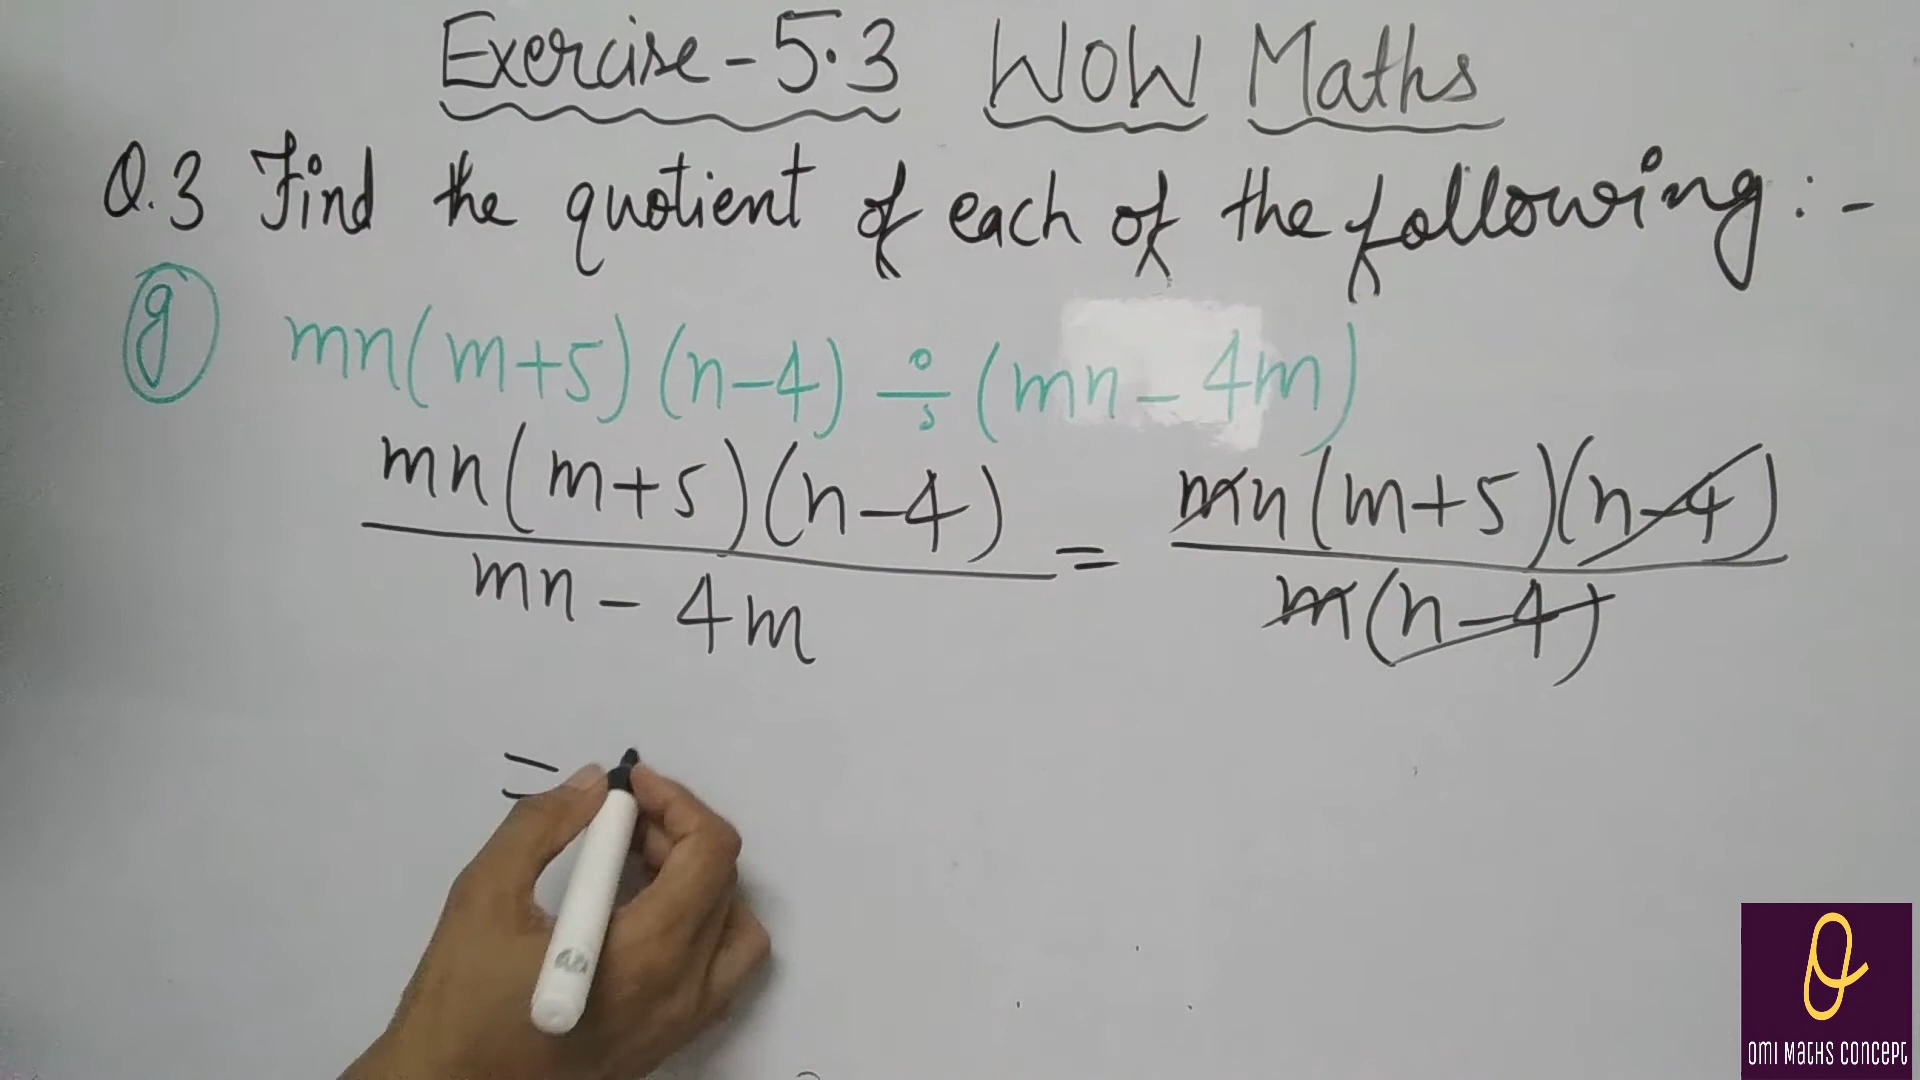 Exercise-5.3 WOW Maths
Q.3 Find the quotient of each of the following:-
g mn(m+5)(n-4) ÷ (mn-4m)
mn(m+5)(n-4) = mn(m+5)(n-4)
mn-4m m(n-4)
=
OMI MATHS CONCEPT